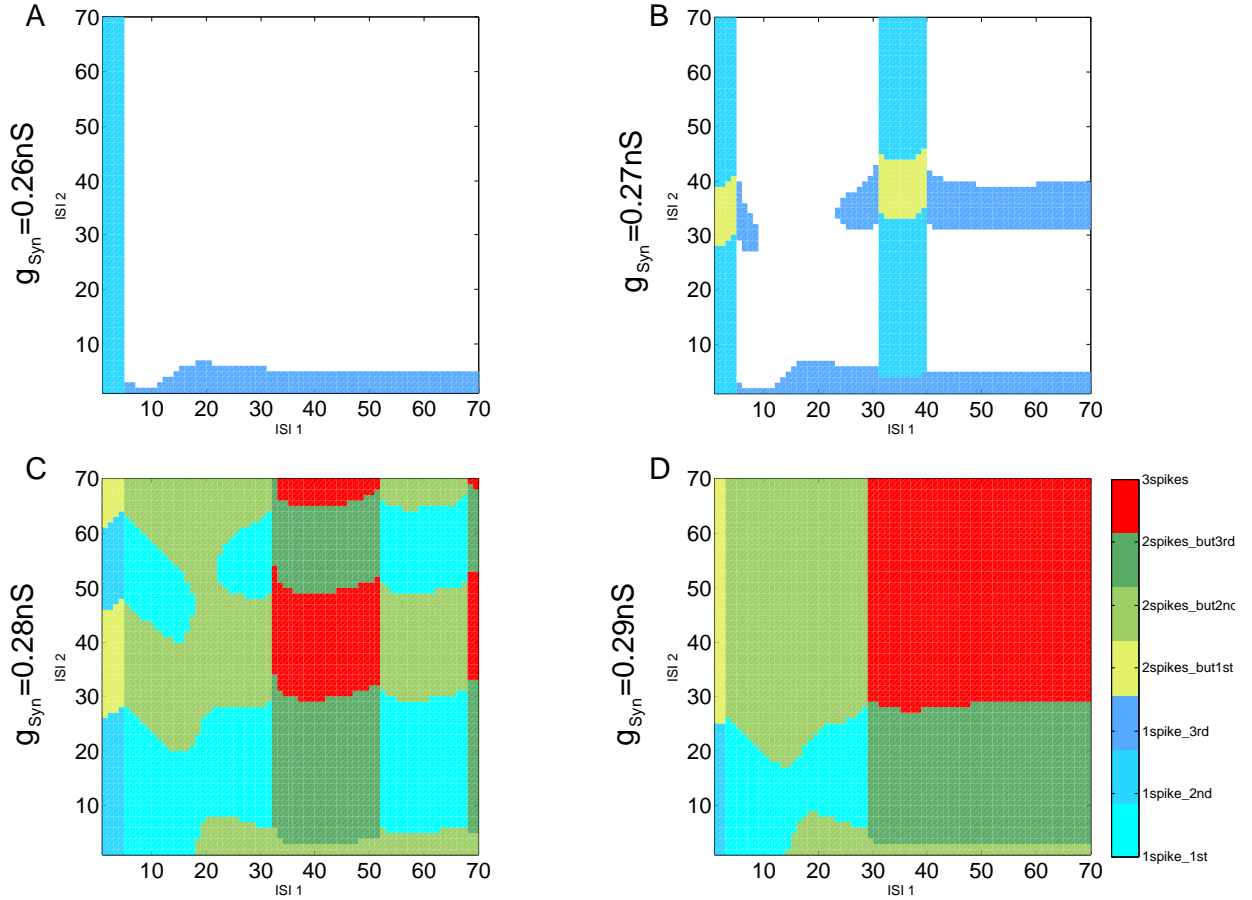 A
g Syn =0.26nS
ISI 2
70
60
50
40
30
20
10
10 20 30 40 50 60 70
ISI 1
B
g Syn =0.27nS
ISI 2
70
60
50
40
30
20
10
10 20 30 40 50 60 70
ISI 1
C
g Syn =0.28nS
ISI 2
70
60
50
40
30
20
10
10 20 30 40 50 60 70
ISI 1
D
g Syn =0.29nS
ISI 2
70
60
50
40
30
20
10
10 20 30 40 50 60 70
ISI 1
3spikes
2spikes_but3rd
2spikes_but2nd
2spikes_but1st
1spike_3rd
1spike_2nd
1spike_1st